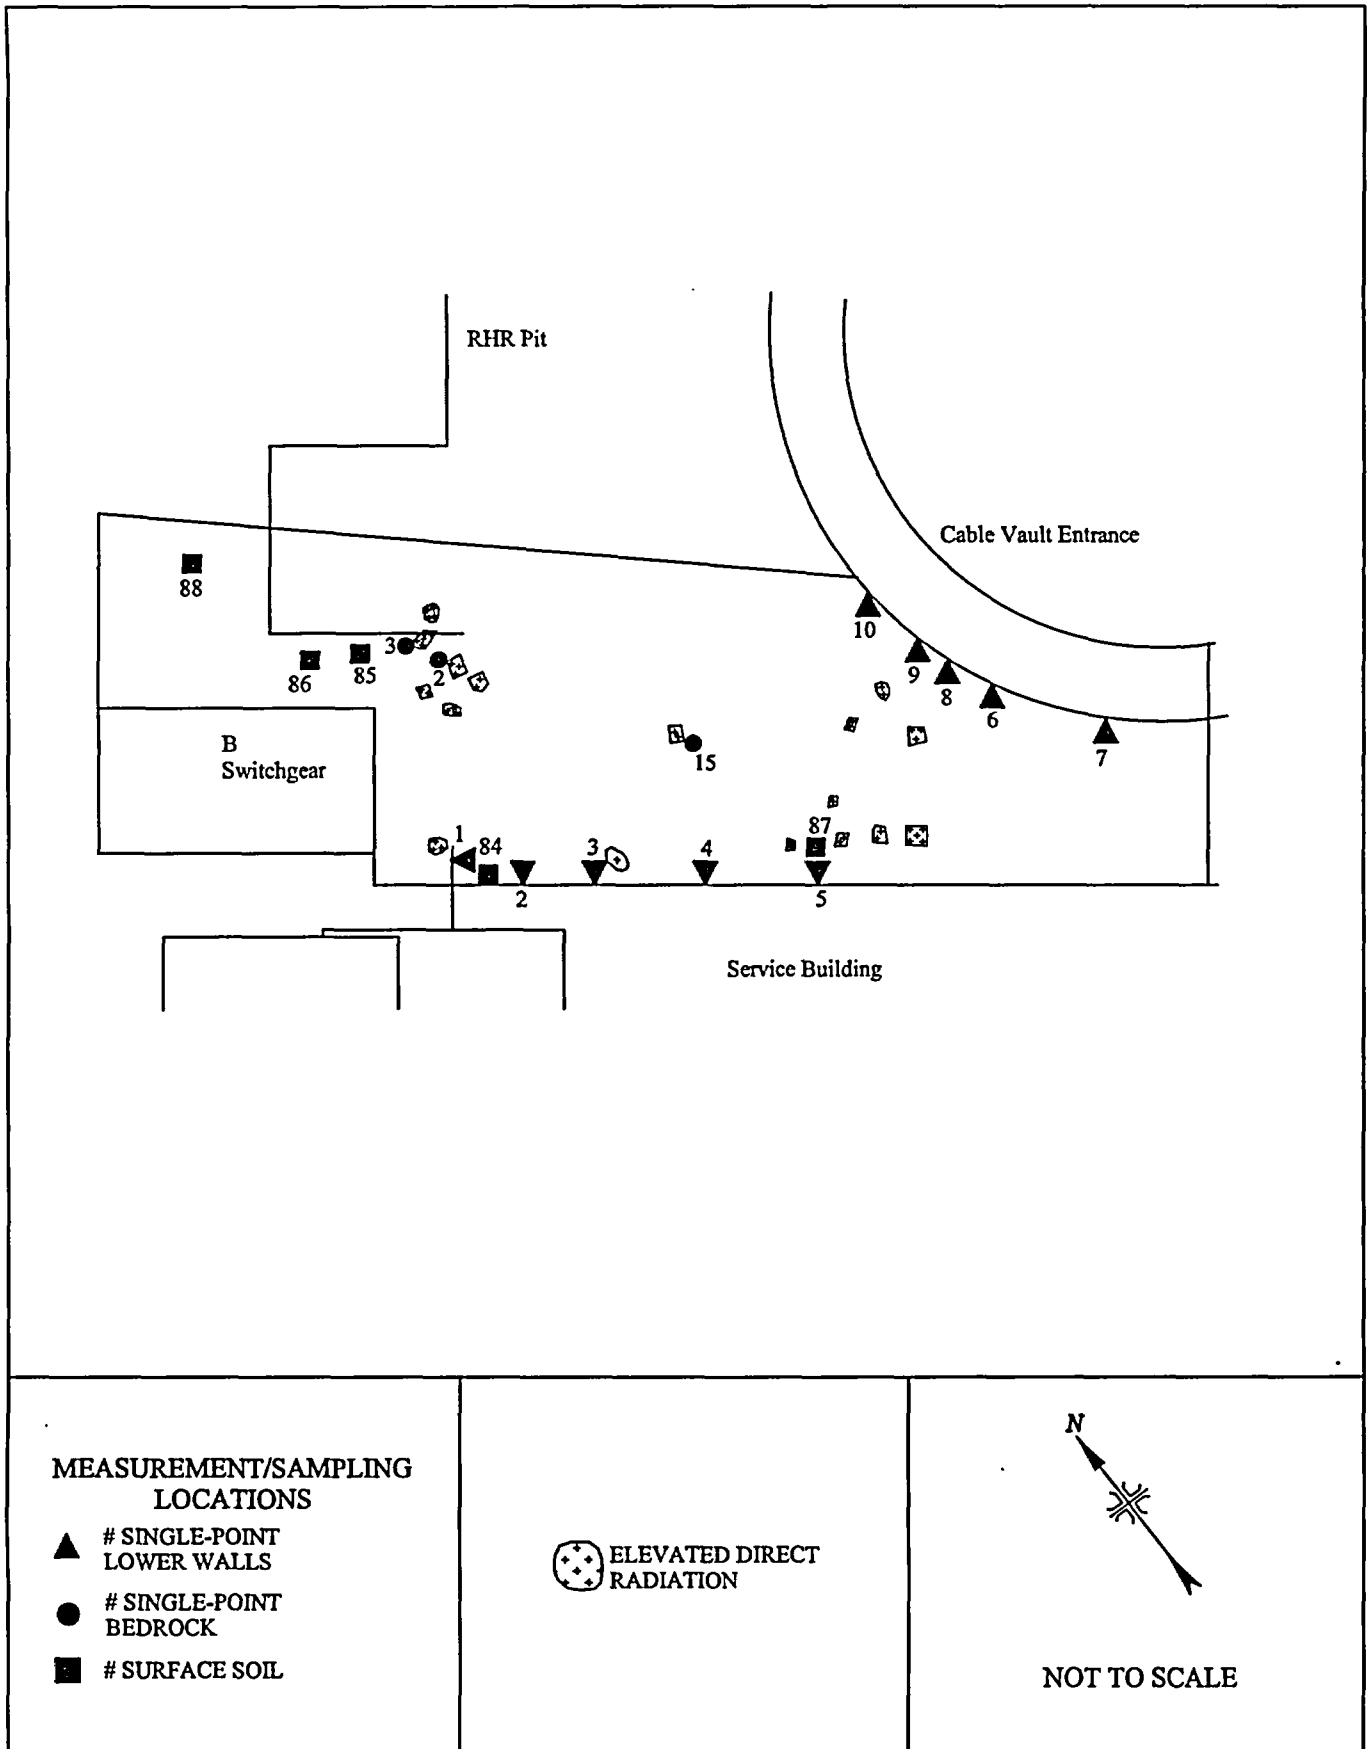 RHR Pit
Cable Vault Entrance
88
10
3
86
85
2
9
8
6
7
B
Switchgear
15
1
84
3
4
87
2
5
Service Building
MEASUREMENT/SAMPLING
LOCATIONS
# SINGLE-POINT
LOWER WALLS
# SINGLE-POINT
BEDROCK
# SURFACE SOIL
ELEVATED DIRECT
RADIATION
N
NOT TO SCALE